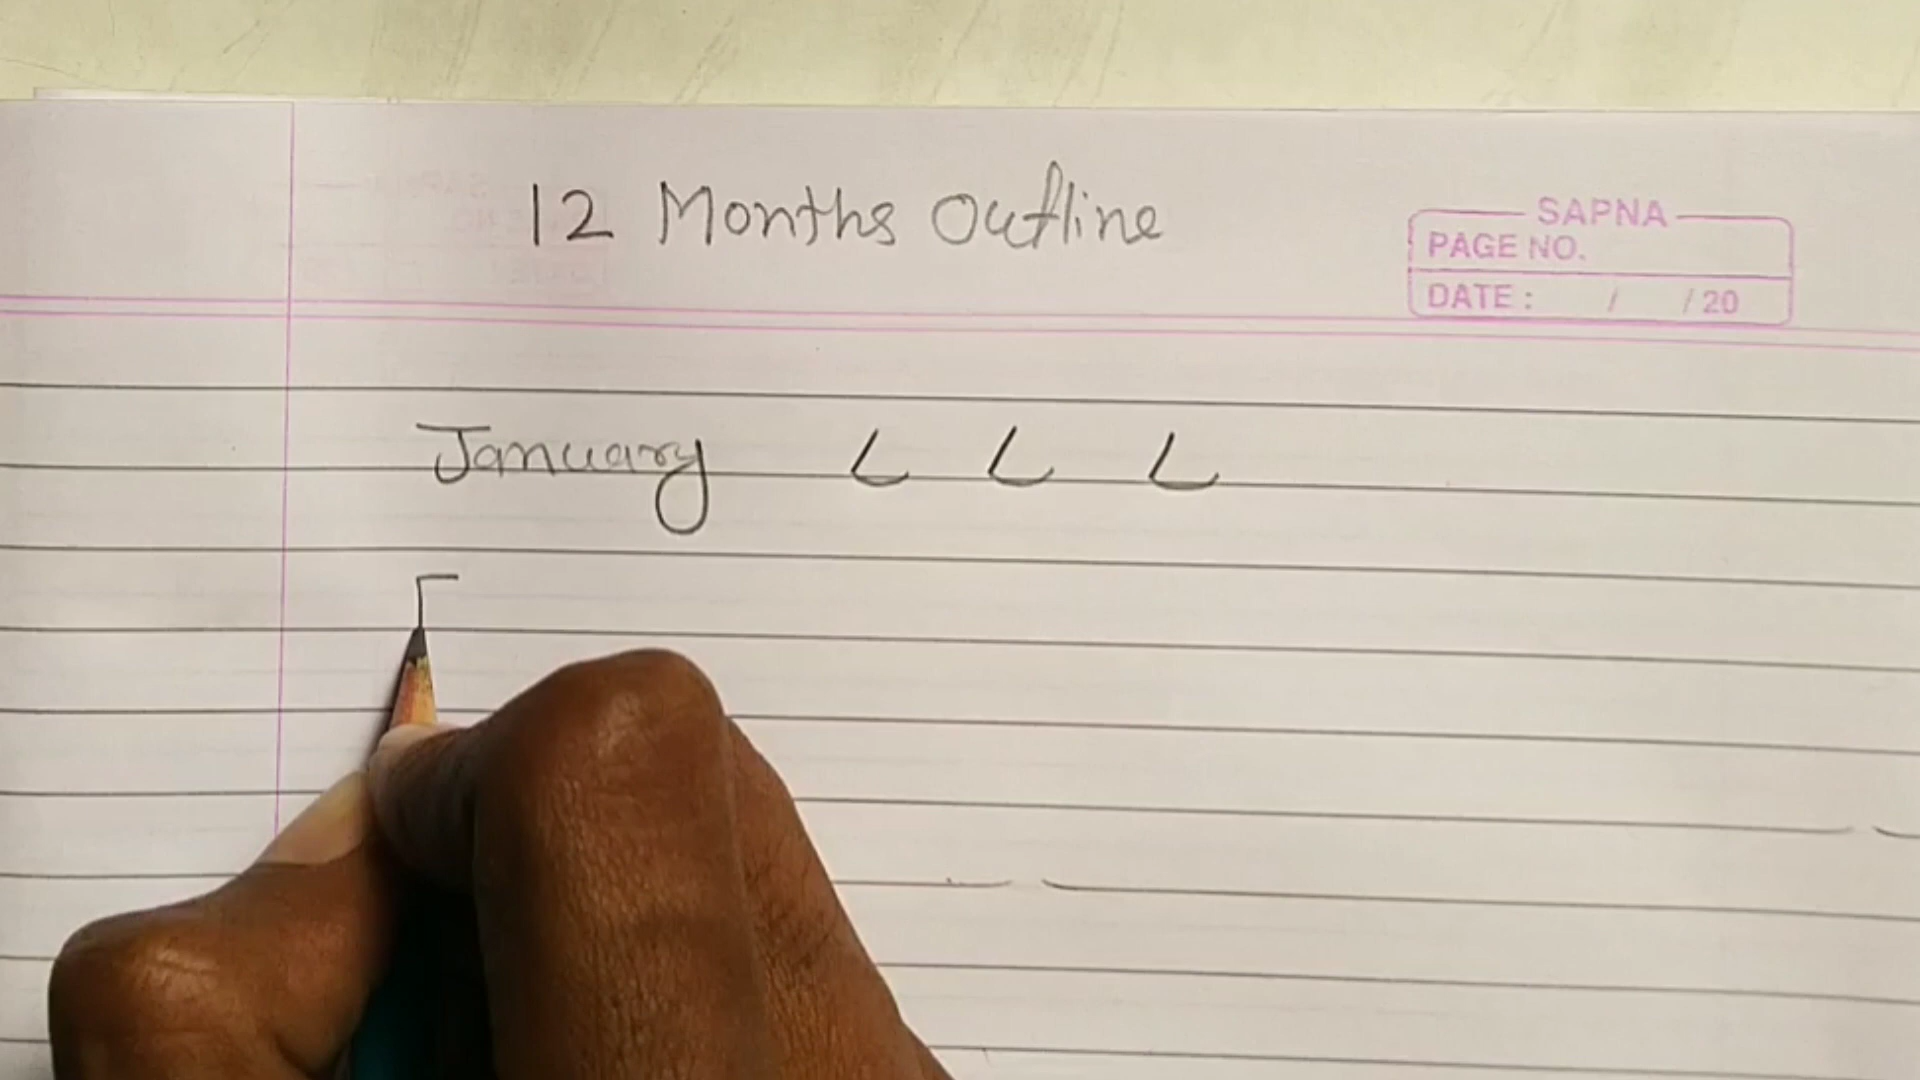 12 Months Outline
SAPNA
PAGE NO.
DATE : / / 20
January